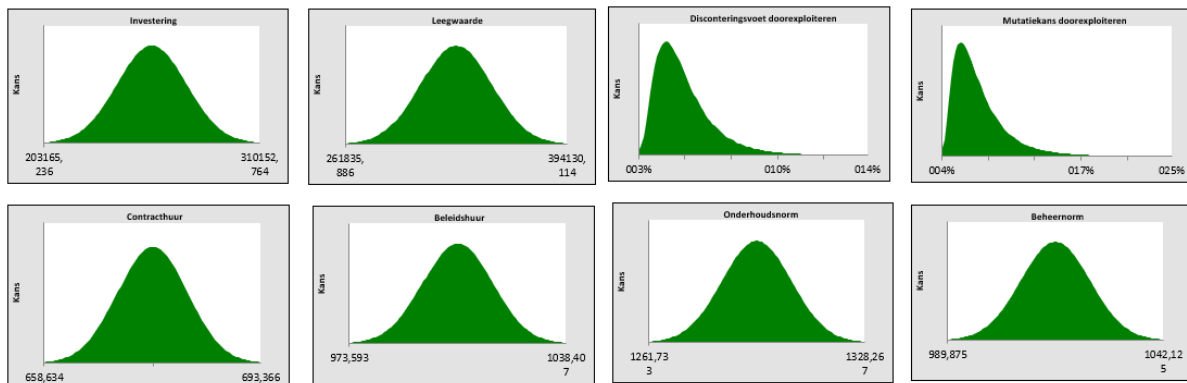 Investering
Kans
203165,
236
310152,
764
Leegwaarde
Kans
261835,
886
394130,
114
Disconteringsvoet doorexploiteren
Kans
003%
010%
014%
Mutatiekans doorexploiteren
Kans
004%
017%
025%
Contracthuur
Kans
658,634
693,366
Beleidshuur
Kans
973,593
1038,40
7
Onderhoudsnorm
Kans
1261,73
3
1328,26
7
Beheernorm
Kans
989,875
1042,12
5